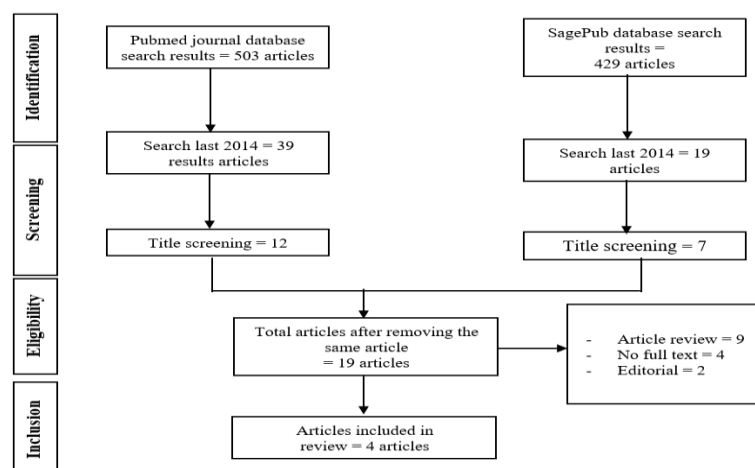 Identification
Pubmed journal database
search results = 503 articles
SagePub database search
results =
429 articles
Screening
Search last 2014 = 39
results articles
Search last 2014 = 19
articles
Title screening = 12
Title screening = 7
Eligibility
Total articles after removing the
same article
= 19 articles
- Article review = 9
- No full text = 4
- Editorial = 2
Inclusion
Articles included in
review = 4 articles